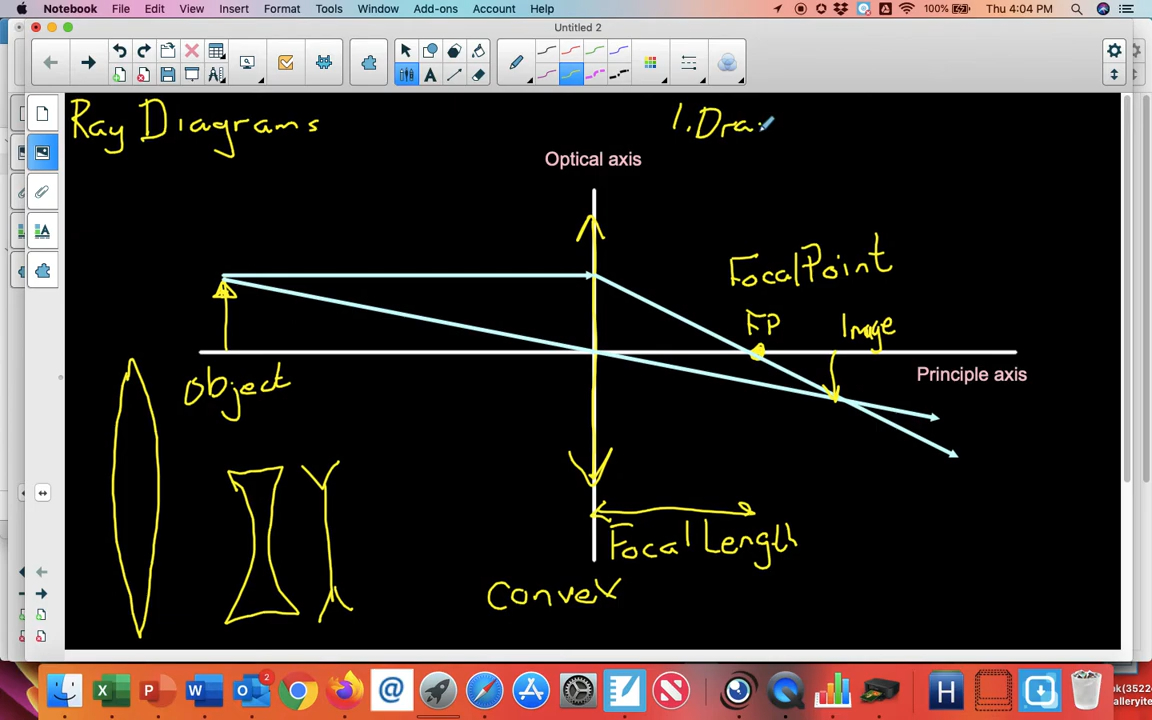 Notebook File Edit View Insert Format Tools Window Add-ons Account Help 100% Thu 4:04 PM
Untitled 2
Ray Diagrams
1. Dra
Optical axis
Focal Point
FP
Image
Principle axis
Object
Focal Length
Convex
2